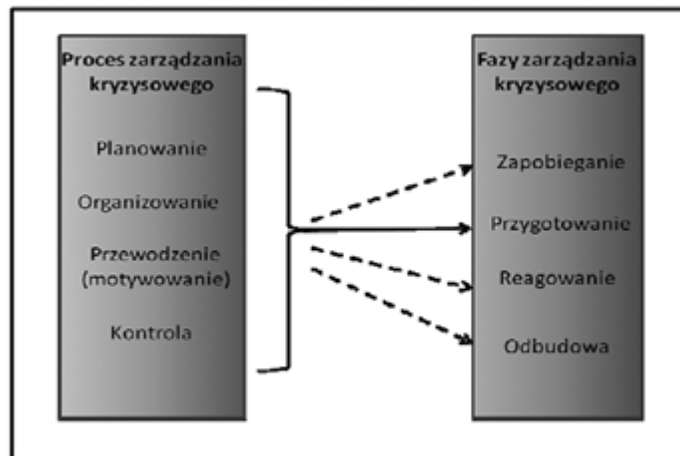 Proces zarządzania
kryzysowego
Planowanie
Organizowanie
Przewodzenie
(motywowanie)
Kontrola
Fazy zarządzania
kryzysowego
Zapobieganie
Przygotowanie
Reagowanie
Odbudowa